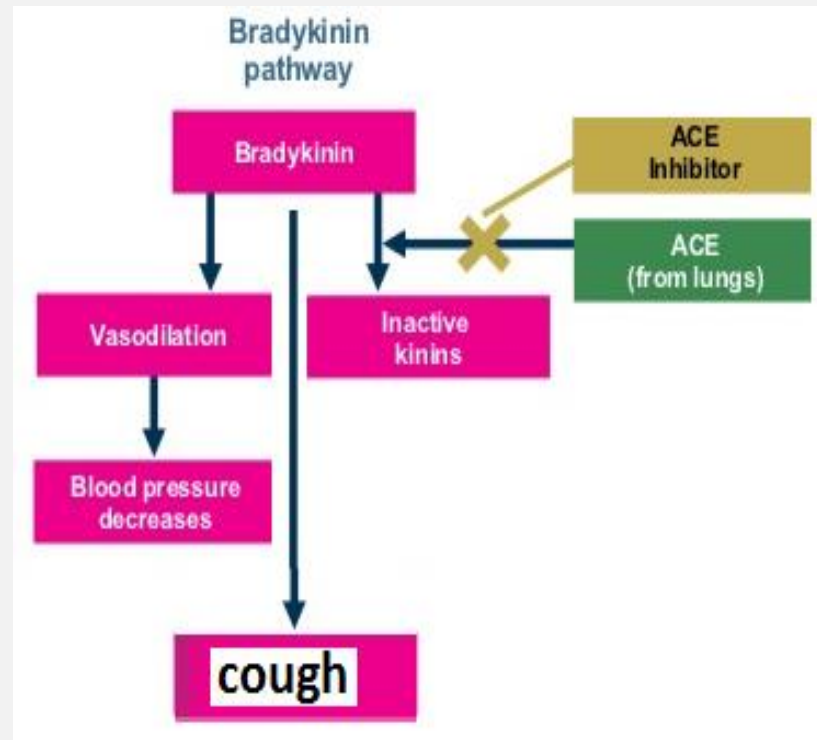 Bradykinin
pathway
Bradykinin
ACE
Inhibitor
ACE
(from lungs)
Vasodilation
Inactive
kinins
Blood pressure
decreases
cough